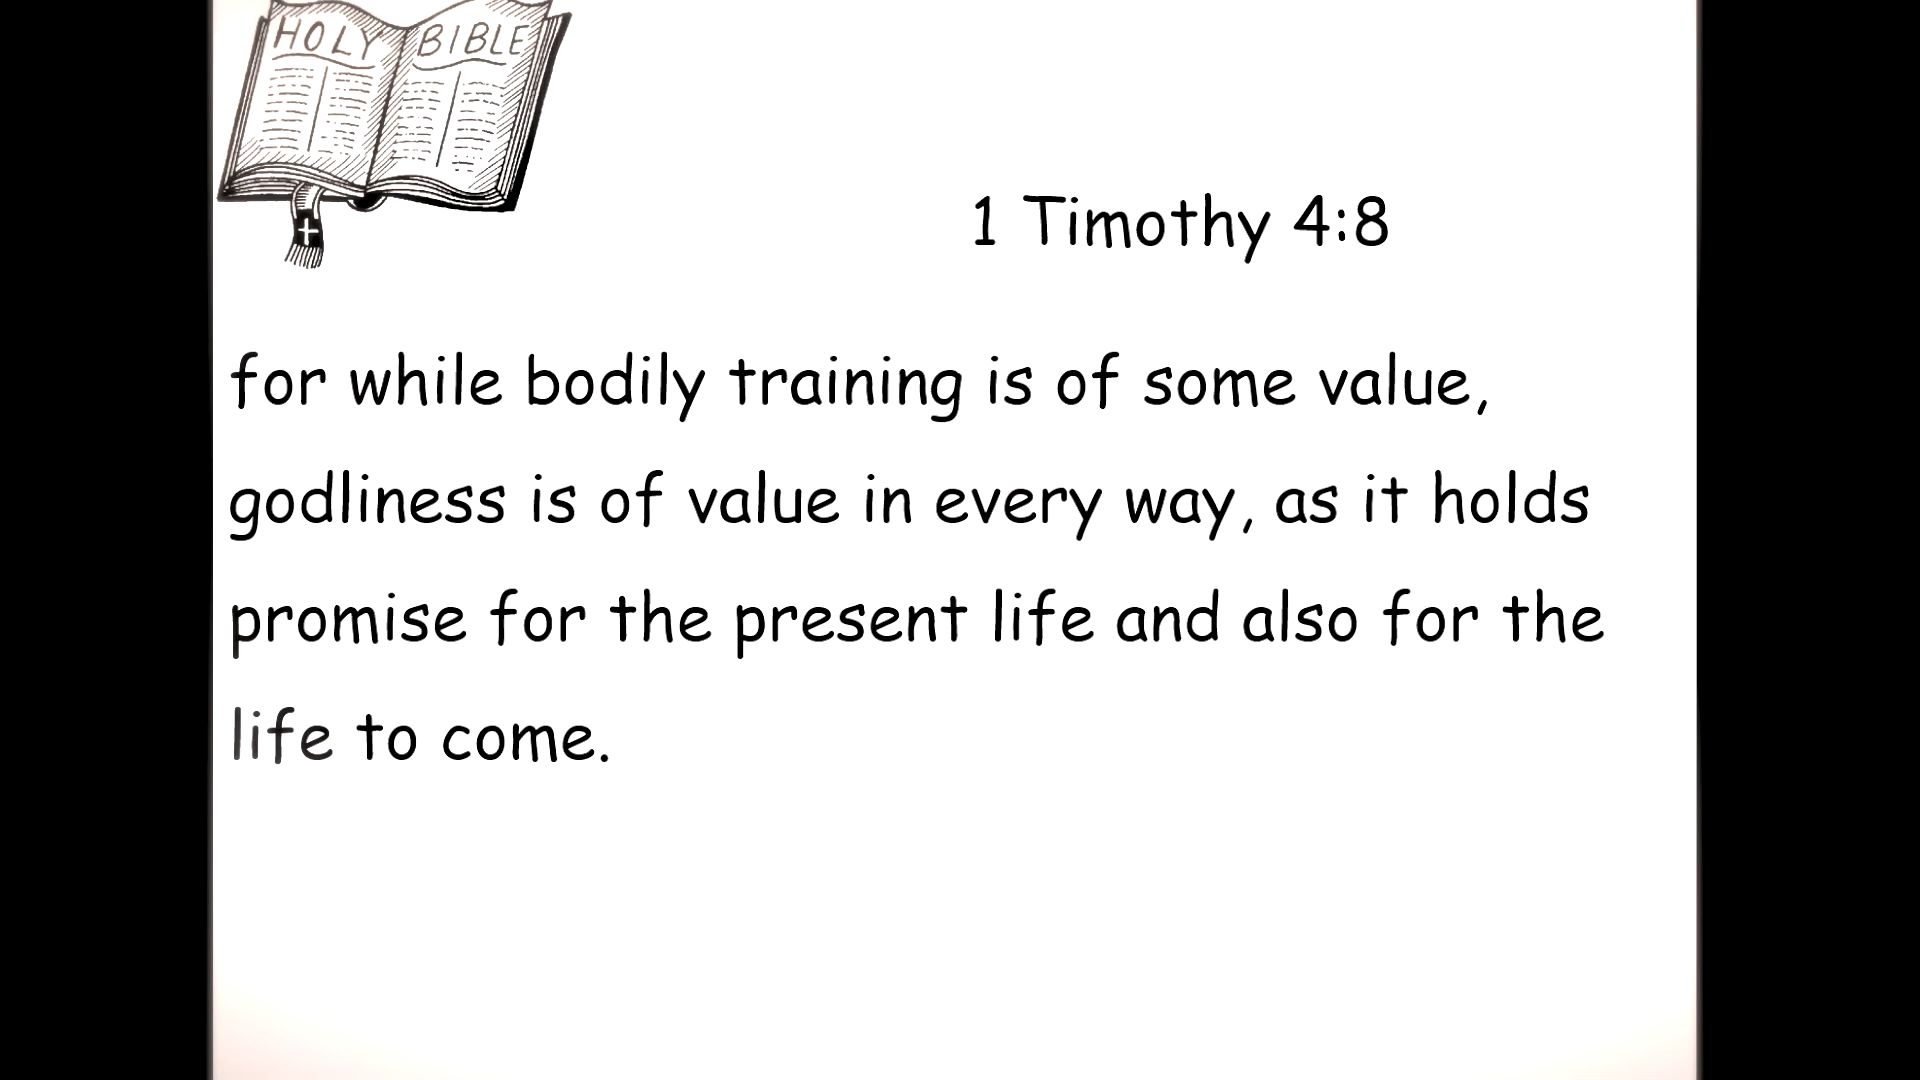 HOLY BIBLE
1 Timothy 4:8
for while bodily training is of some value,
godliness is of value in every way, as it holds
promise for the present life and also for the
life to come.